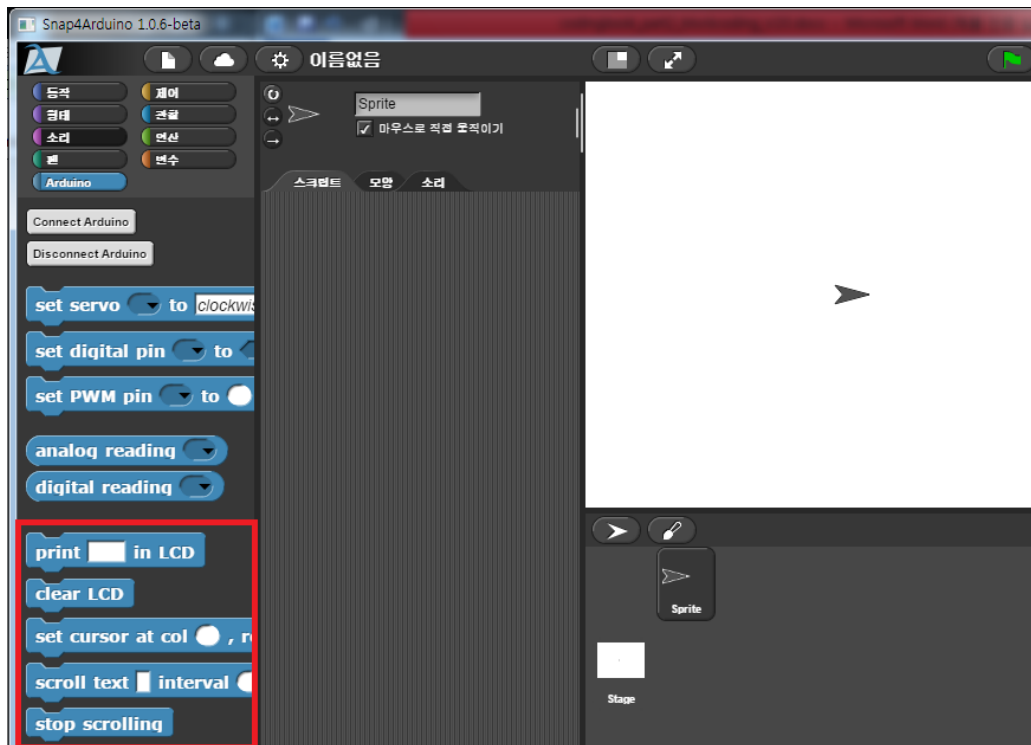 Snap4Arduino 1.0.6-beta
이름없음
동작 제어
형태 관찰
소리 연산
펜 변수
Arduino
Sprite
마우스로 직접 움직이기
스크립트 모양 소리
Connect Arduino
Disconnect Arduino
set servo to clockwis
set digital pin to
set PWM pin to
analog reading
digital reading
print in LCD
clear LCD
set cursor at col , r
scroll text interval
stop scrolling
Sprite
Stage